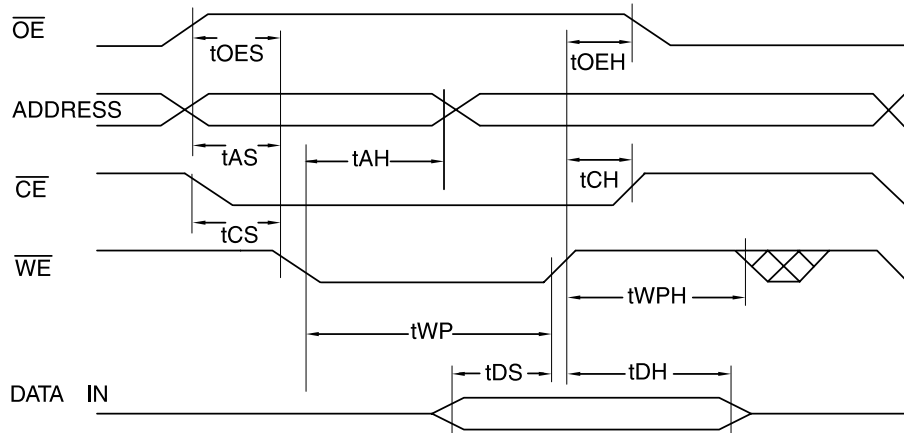 OE
tOES
tOEH
ADDRESS
tAS
tAH
tCH
CE
tCS
WE
tWPH
tWP
tDS
tDH
DATA IN